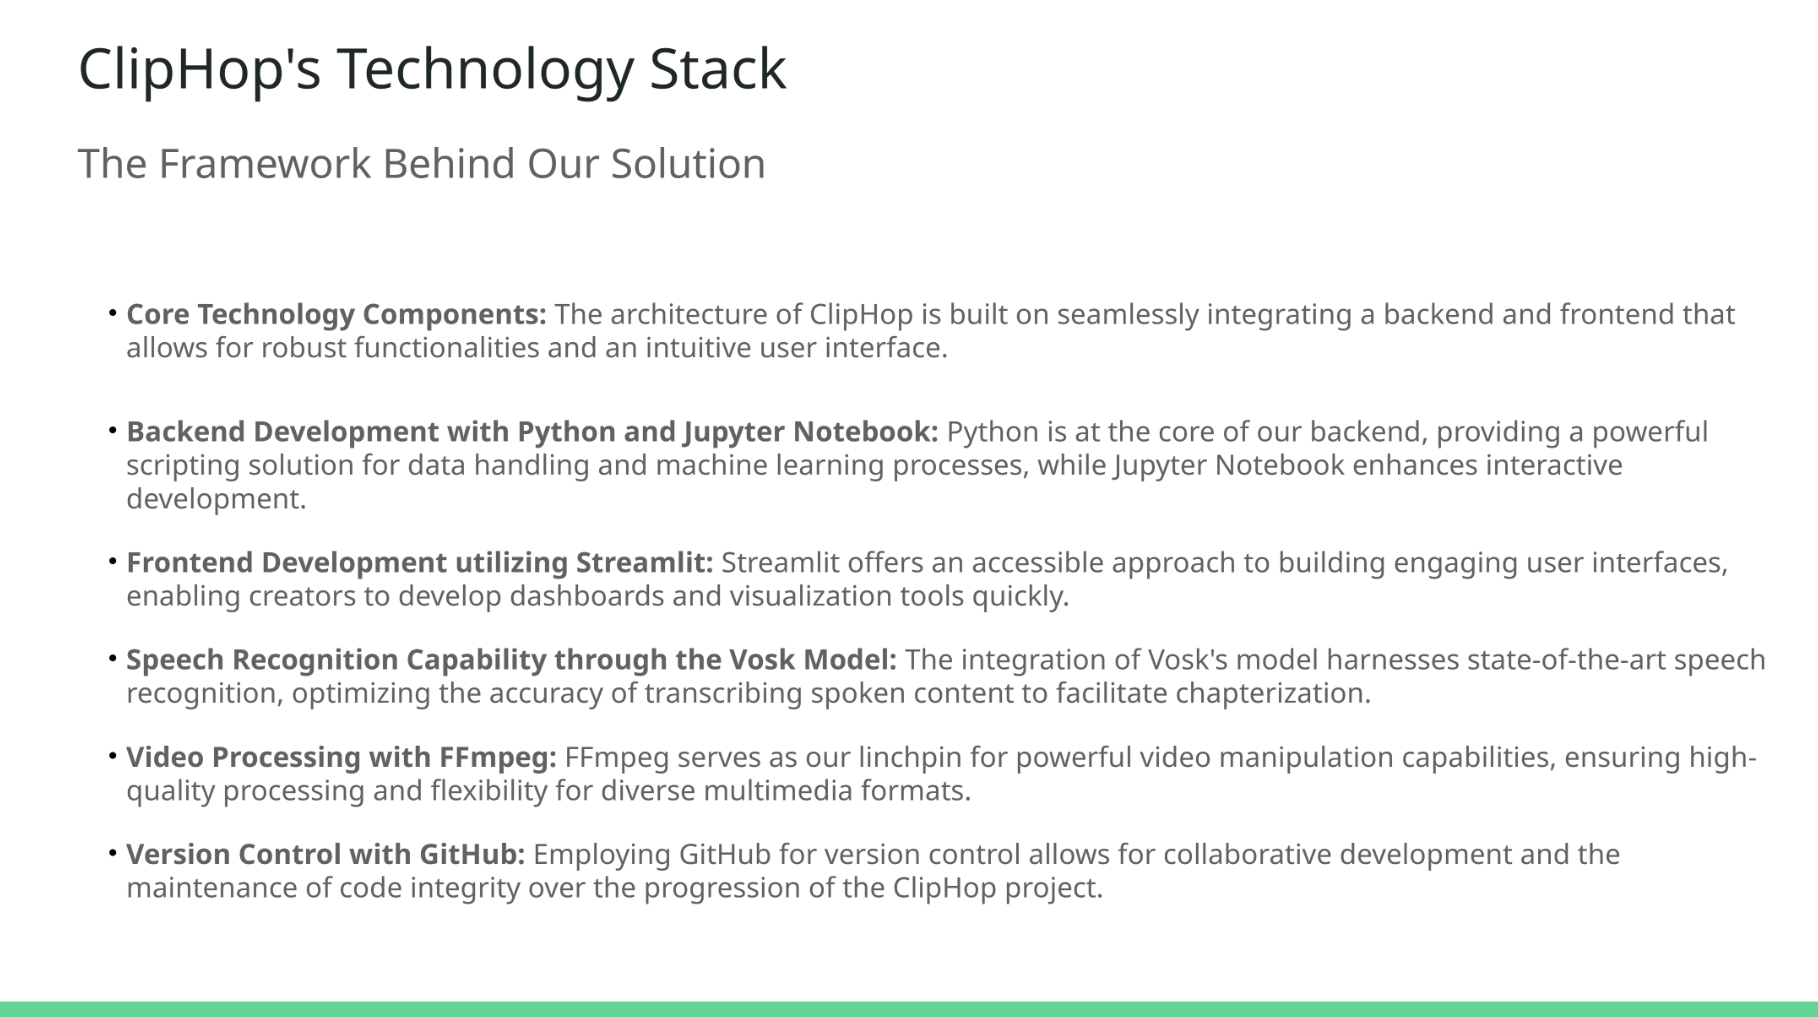 ClipHop's Technology Stack
The Framework Behind Our Solution
• Core Technology Components: The architecture of ClipHop is built on seamlessly integrating a backend and frontend that
allows for robust functionalities and an intuitive user interface.
• Backend Development with Python and Jupyter Notebook: Python is at the core of our backend, providing a powerful
scripting solution for data handling and machine learning processes, while Jupyter Notebook enhances interactive
development.
• Frontend Development utilizing Streamlit: Streamlit offers an accessible approach to building engaging user interfaces,
enabling creators to develop dashboards and visualization tools quickly.
• Speech Recognition Capability through the Vosk Model: The integration of Vosk's model harnesses state-of-the-art speech
recognition, optimizing the accuracy of transcribing spoken content to facilitate chapterization.
• Video Processing with FFmpeg: FFmpeg serves as our linchpin for powerful video manipulation capabilities, ensuring high-
quality processing and flexibility for diverse multimedia formats.
• Version Control with GitHub: Employing GitHub for version control allows for collaborative development and the
maintenance of code integrity over the progression of the ClipHop project.